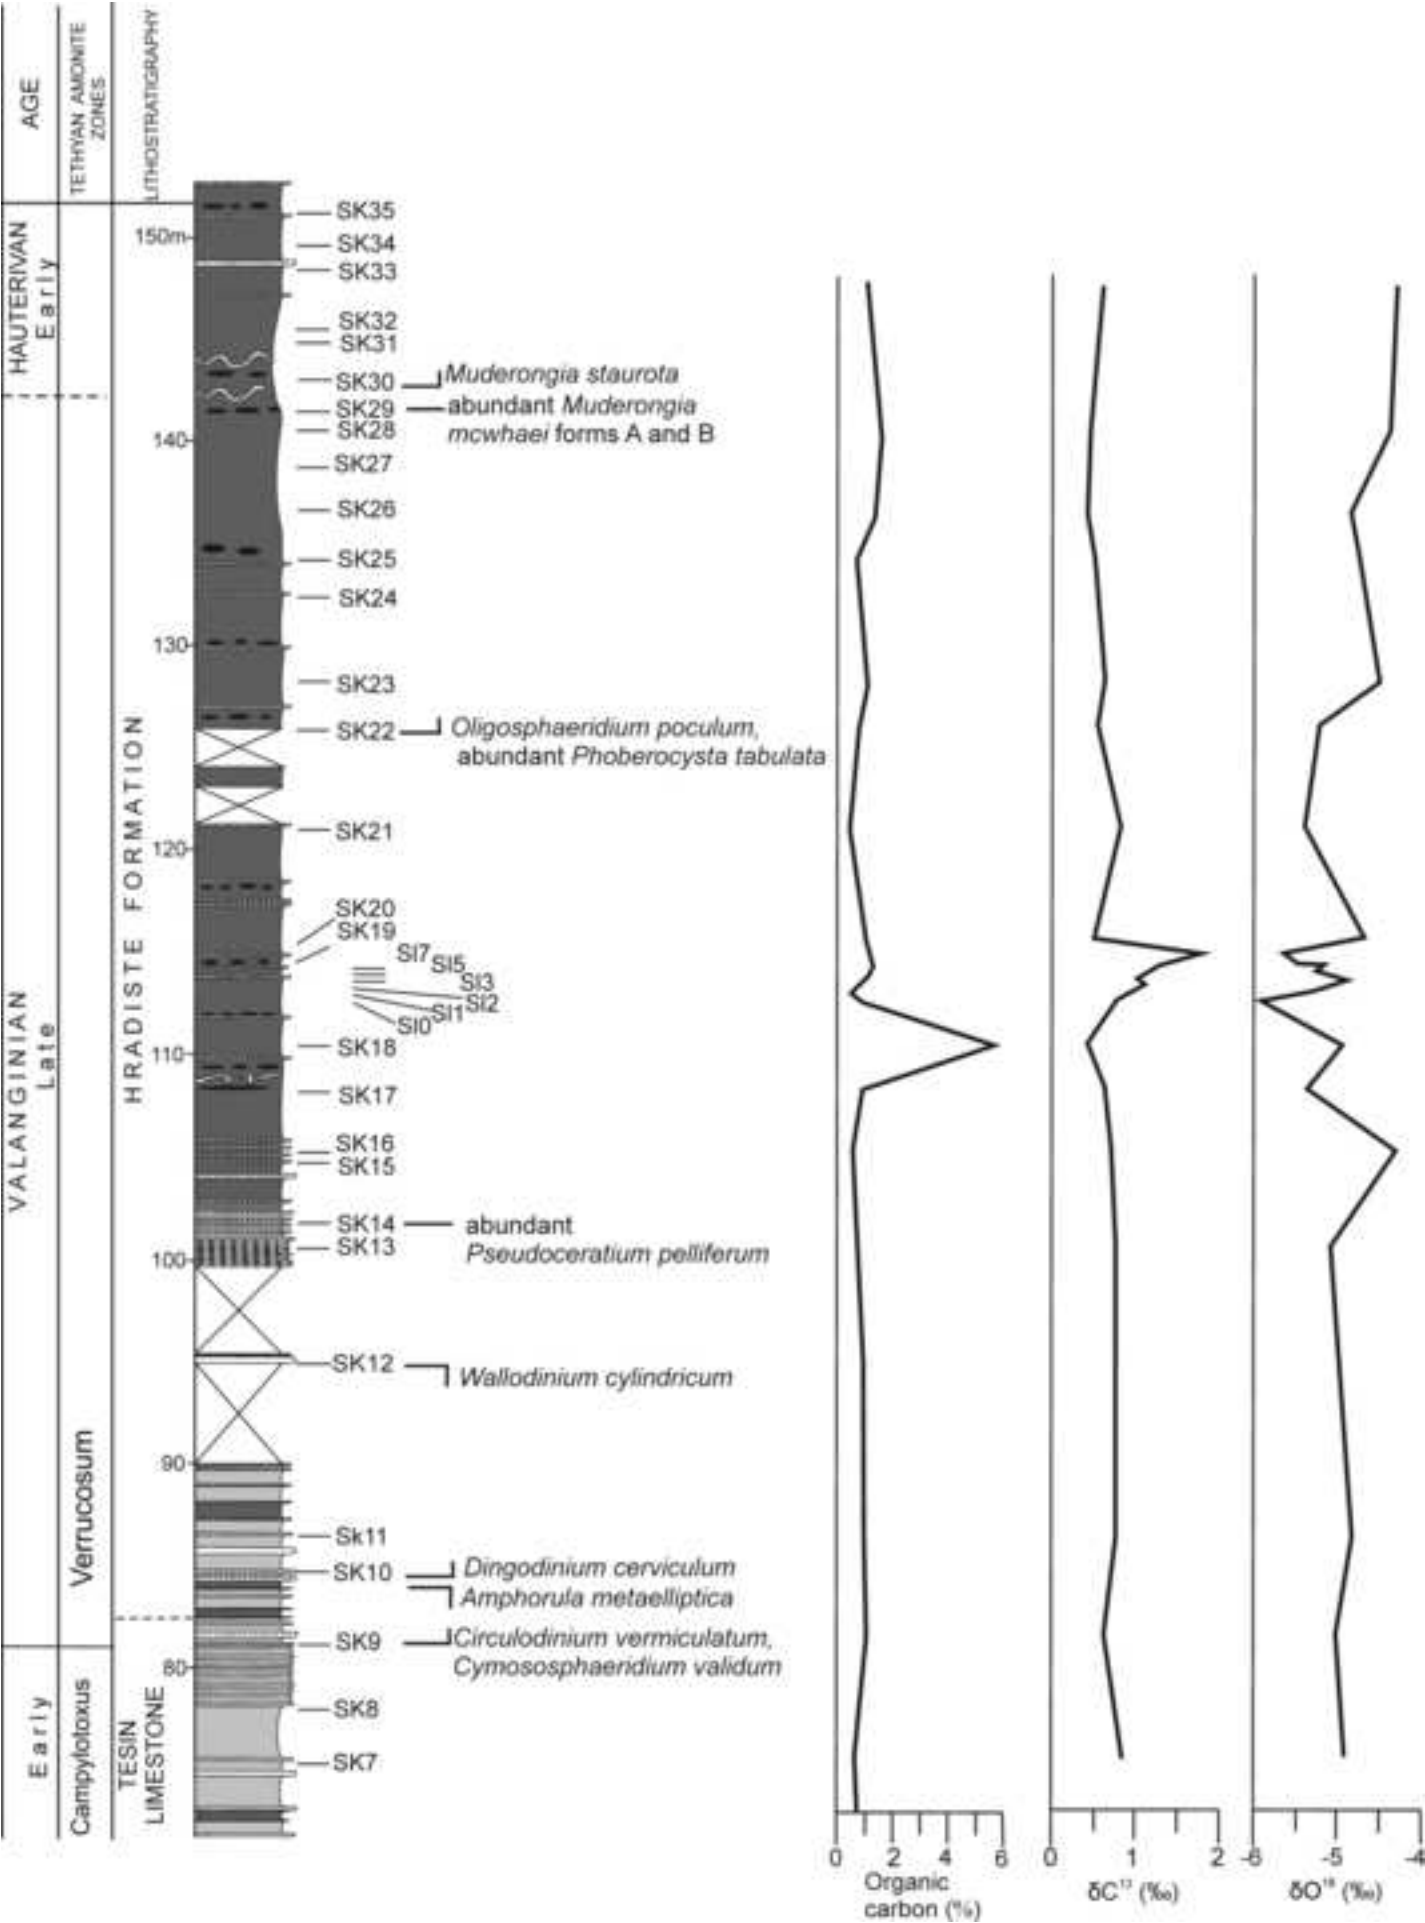 AGE
TETHYAN AMONITE
ZONES
LITHOSTRATIGRAPHY
HAUTERIVAN
Early
VALANGINIAN
Late
Early
Verrucosum
Campylotoxus
HRADISTE FORMATION
TESIN
LIMESTONE
150m
140
130
120
110
100
90
80
SK35
SK34
SK33
SK32
SK31
SK30
Muderongia staurota
SK29
abundant Muderongia
SK28
mcwhaei forms A and B
SK27
SK26
SK25
SK24
SK23
SK22
Oligosphaeridium poculum,
abundant Phoberocysta tabulata
SK21
SK20
SK19
SI7
SI5
SI3
SI2
SI1
SI0
SK18
SK17
SK16
SK15
SK14
abundant
SK13
Pseudoceratium pelliferum
SK12
Wallodinium cylindricum
Sk11
SK10
Dingodinium cerviculum
Amphorula metaelliptica
SK9
Circulodinium vermiculatum,
Cymososphaeridium validum
SK8
SK7
0 2 4 6
Organic
carbon (%)
0 1 2
δC¹³ (‰)
-6 -5 -4
δO¹⁸ (‰)